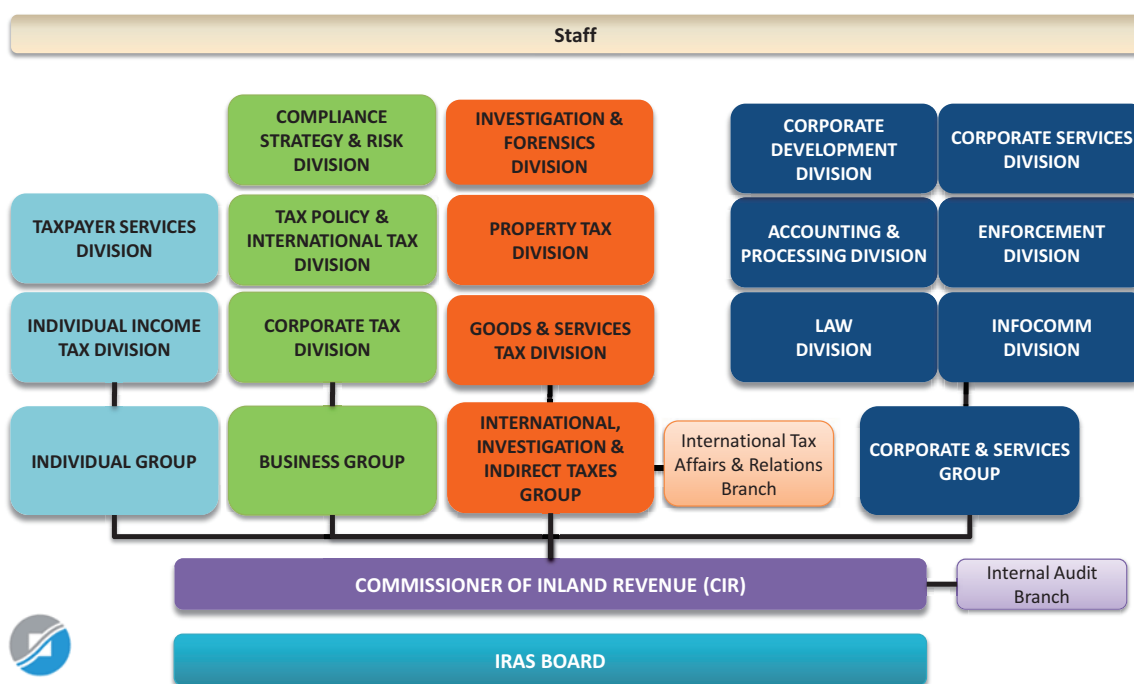 Staff
COMPLIANCE
STRATEGY & RISK
DIVISION
INVESTIGATION &
FORENSICS
DIVISION
CORPORATE
DEVELOPMENT
DIVISION
CORPORATE SERVICES
DIVISION
TAXPAYER SERVICES
DIVISION
TAX POLICY &
INTERNATIONAL TAX
DIVISION
PROPERTY TAX
DIVISION
ACCOUNTING &
PROCESSING DIVISION
ENFORCEMENT
DIVISION
INDIVIDUAL INCOME
TAX DIVISION
CORPORATE TAX
DIVISION
GOODS & SERVICES
TAX DIVISION
LAW
DIVISION
INFOCOMM
DIVISION
INDIVIDUAL GROUP
BUSINESS GROUP
INTERNATIONAL,
INVESTIGATION &
INDIRECT TAXES
GROUP
International Tax
Affairs & Relations
Branch
CORPORATE & SERVICES
GROUP
COMMISSIONER OF INLAND REVENUE (CIR)
Internal Audit
Branch
IRAS BOARD